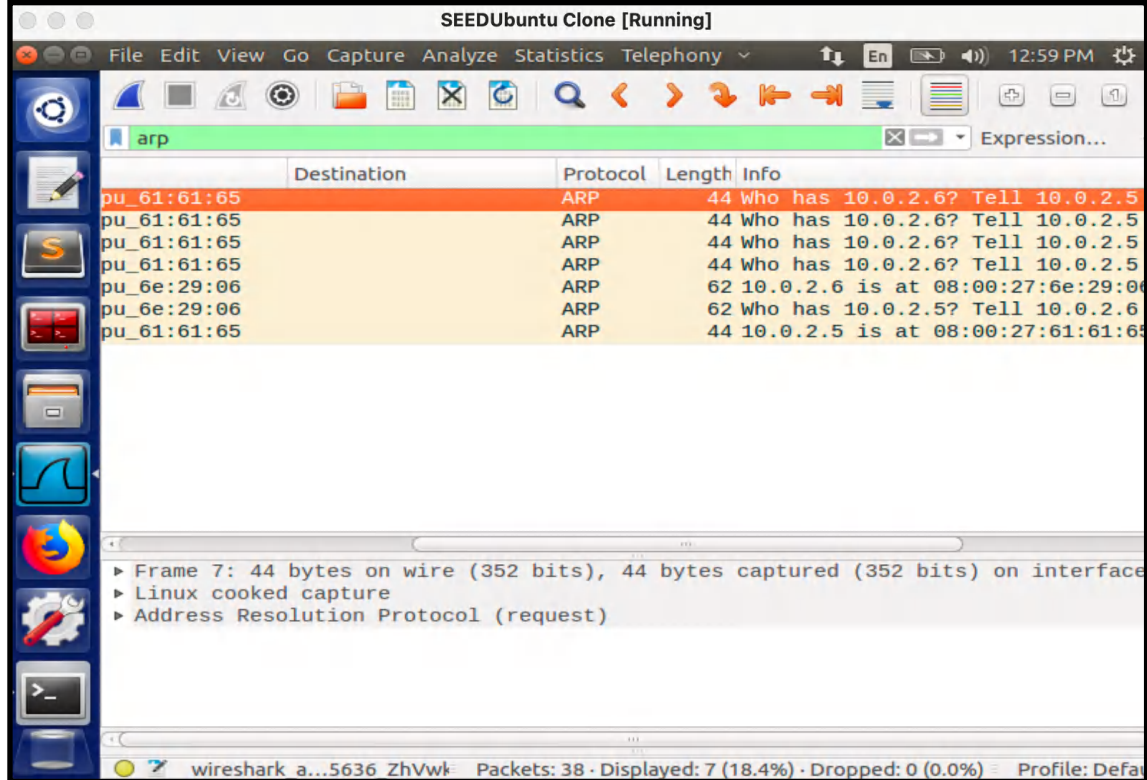 SEEDUbuntu Clone [Running]
File Edit View Go Capture Analyze Statistics Telephony En 12:59 PM
arp Expression...
Destination Protocol Length Info
pu_61:61:65 ARP 44 Who has 10.0.2.6? Tell 10.0.2.5
pu_61:61:65 ARP 44 Who has 10.0.2.6? Tell 10.0.2.5
pu_61:61:65 ARP 44 Who has 10.0.2.6? Tell 10.0.2.5
pu_61:61:65 ARP 44 Who has 10.0.2.6? Tell 10.0.2.5
pu_6e:29:06 ARP 62 10.0.2.6 is at 08:00:27:6e:29:06
pu_6e:29:06 ARP 62 Who has 10.0.2.5? Tell 10.0.2.6
pu_61:61:65 ARP 44 10.0.2.5 is at 08:00:27:61:61:65
Frame 7: 44 bytes on wire (352 bits), 44 bytes captured (352 bits) on interface
Linux cooked capture
Address Resolution Protocol (request)
wireshark_a...5636_ZhVwk Packets: 38 · Displayed: 7 (18.4%) · Dropped: 0 (0.0%) Profile: Defa